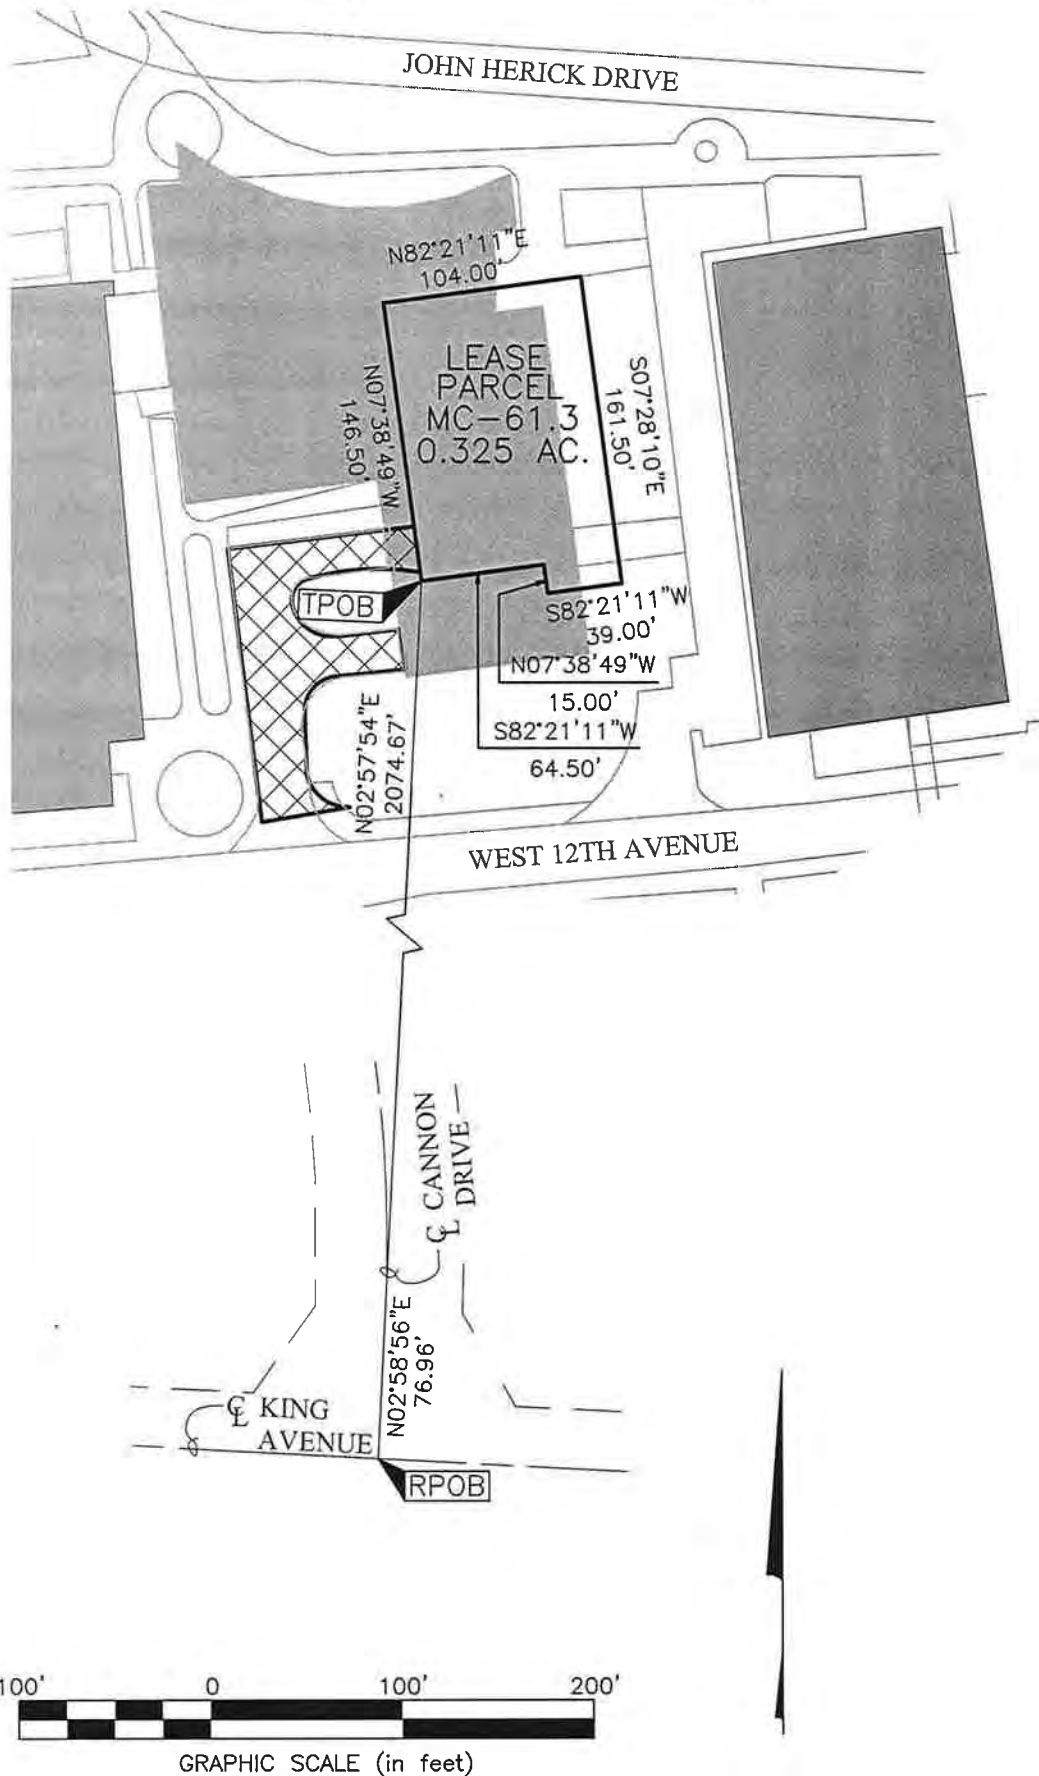 JOHN HERICK DRIVE
N82°21'11"E
104.00'
LEASE
PARCEL
MC-61.3
0.325 AC.
N07°38'49"W
146.50'
S07°28'10"E
161.50'
TPOB
S82°21'11"W
39.00'
N07°38'49"W
15.00'
S82°21'11"W
64.50'
N02°57'54"E
2074.67'
WEST 12TH AVENUE
℄ CANNON
DRIVE
N02°58'56"E
76.96'
℄ KING
AVENUE
RPOB
100' 0 100' 200'
GRAPHIC SCALE (in feet)